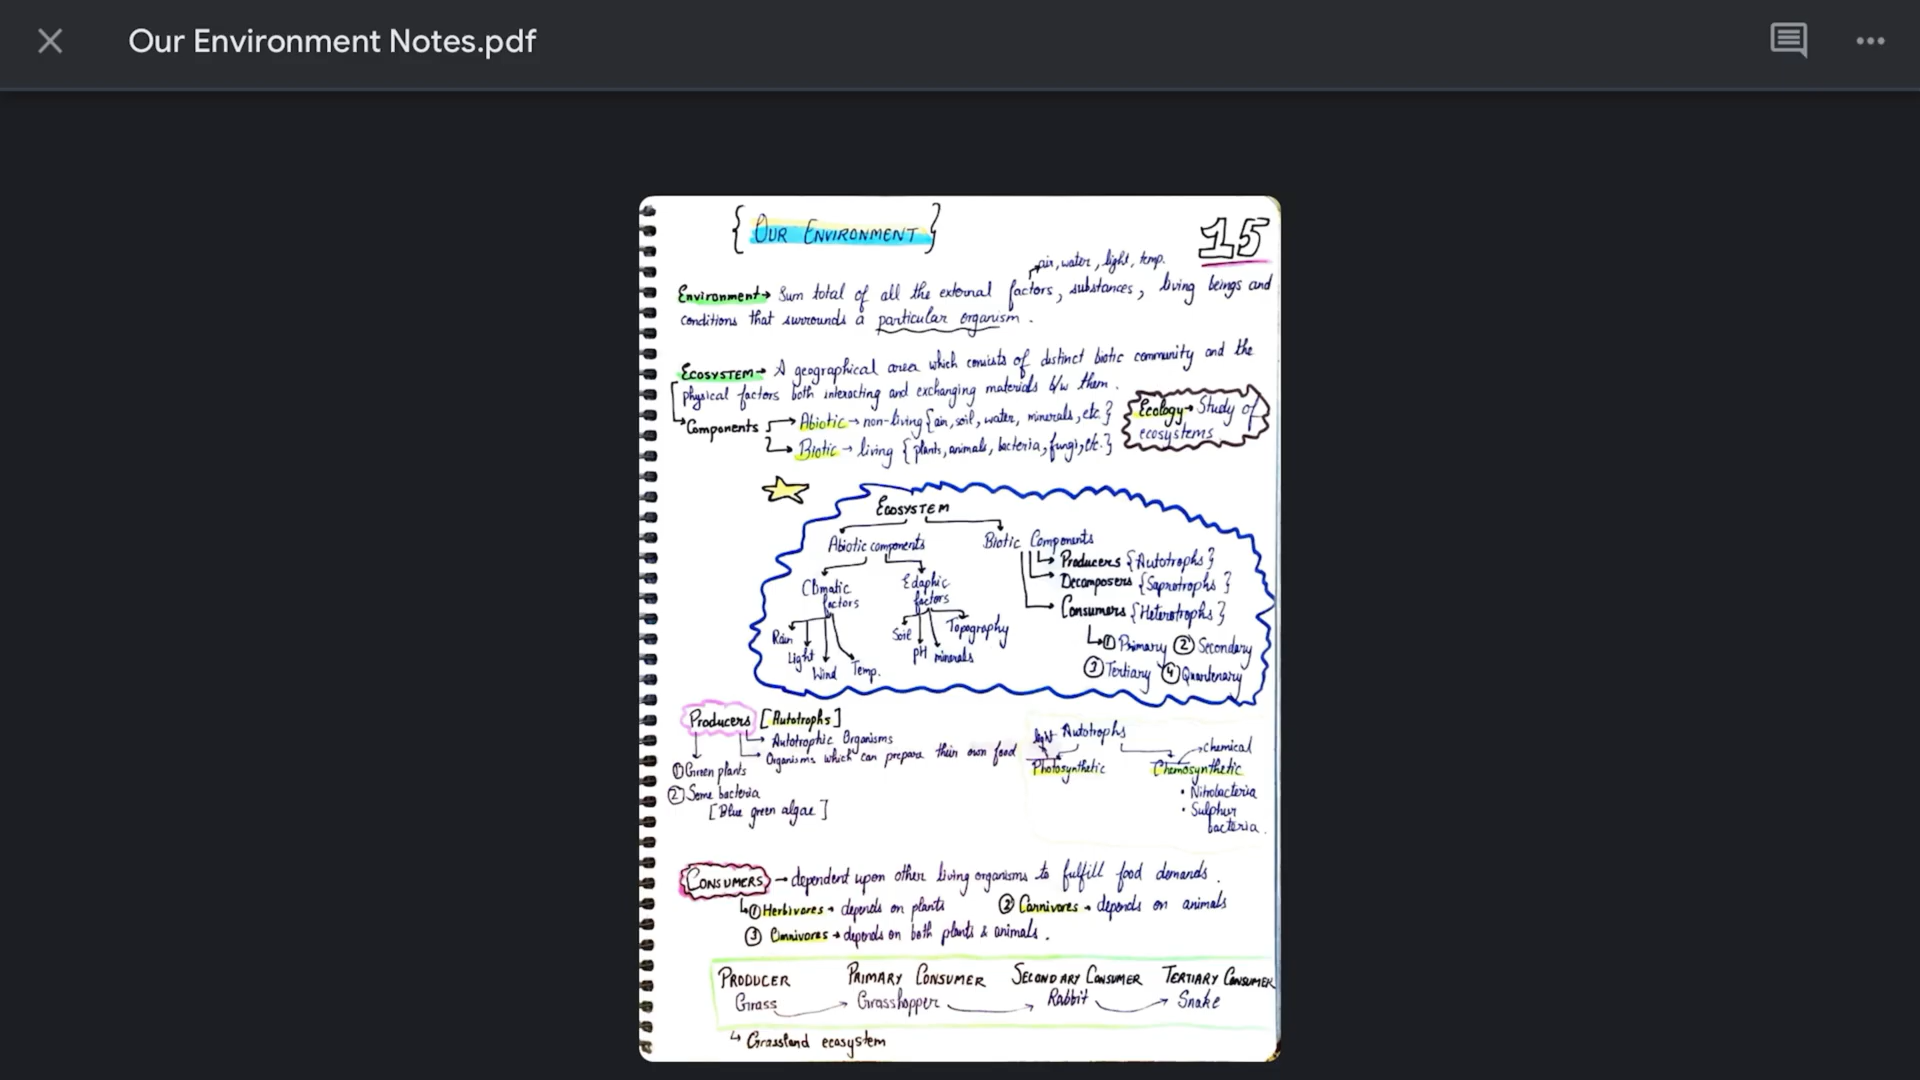 Our Environment Notes.pdf
{ OUR ENVIRONMENT }
15
air, water, light, temp.
Environment → Sum total of all the external factors, substances, living beings and
conditions that surrounds a particular organism.
ECOSYSTEM → A geographical area which consists of distinct biotic community and the
physical factors both interacting and exchanging materials b/w them.
Components → Abiotic → non-living {air, soil, water, minerals, etc.}
→ Biotic → living {plants, animals, bacteria, fungi, etc.}
Ecology → Study of
ecosystems
ECOSYSTEM
Abiotic components
Biotic Components
Climatic
factors
Rain
Light
Wind
Temp.
Edaphic
factors
Soil
pH
minerals
Topography
Producers {Autotrophs}
Decomposers {Saprotrophs}
Consumers {Heterotrophs}
① Primary ② Secondary
③ Tertiary ④ Quartenary
Producers [Autotrophs]
→ Autotrophic Organisms
→ Organisms which can prepare their own food
① Green plants
② Some bacteria
[Blue green algae]
Autotrophs
light
Photosynthetic
chemical
Chemosynthetic
• Nitrobacteria
• Sulphur
bacteria.
CONSUMERS → dependent upon other living organisms to fulfill food demands.
① Herbivores → depends on plants ② Carnivores → depends on animals
③ Omnivores → depends on both plants & animals.
PRODUCER PRIMARY CONSUMER SECONDARY CONSUMER TERTIARY CONSUMER
Grass → Grasshopper → Rabbit → Snake
↳ Grassland ecosystem